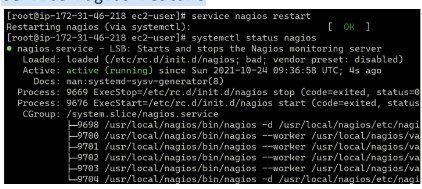 [root@ip-172-31-46-218 ec2-user]# service nagios restart
Restarting nagios (via systemctl): [ OK ]
[root@ip-172-31-46-218 ec2-user]# systemctl status nagios
● nagios.service - LSB: Starts and stops the Nagios monitoring server
Loaded: loaded (/etc/rc.d/init.d/nagios; bad; vendor preset: disabled)
Active: active (running) since Sun 2021-10-24 09:36:58 UTC; 4s ago
Docs: man:systemd-sysv-generator(8)
Process: 9669 ExecStop=/etc/rc.d/init.d/nagios stop (code=exited, status=0
Process: 9676 ExecStart=/etc/rc.d/init.d/nagios start (code=exited, status
CGroup: /system.slice/nagios.service
├─9698 /usr/local/nagios/bin/nagios -d /usr/local/nagios/etc/nagi
├─9700 /usr/local/nagios/bin/nagios --worker /usr/local/nagios/va
├─9701 /usr/local/nagios/bin/nagios --worker /usr/local/nagios/va
├─9702 /usr/local/nagios/bin/nagios --worker /usr/local/nagios/va
├─9703 /usr/local/nagios/bin/nagios --worker /usr/local/nagios/va
└─9704 /usr/local/nagios/bin/nagios -d /usr/local/nagios/etc/nagi